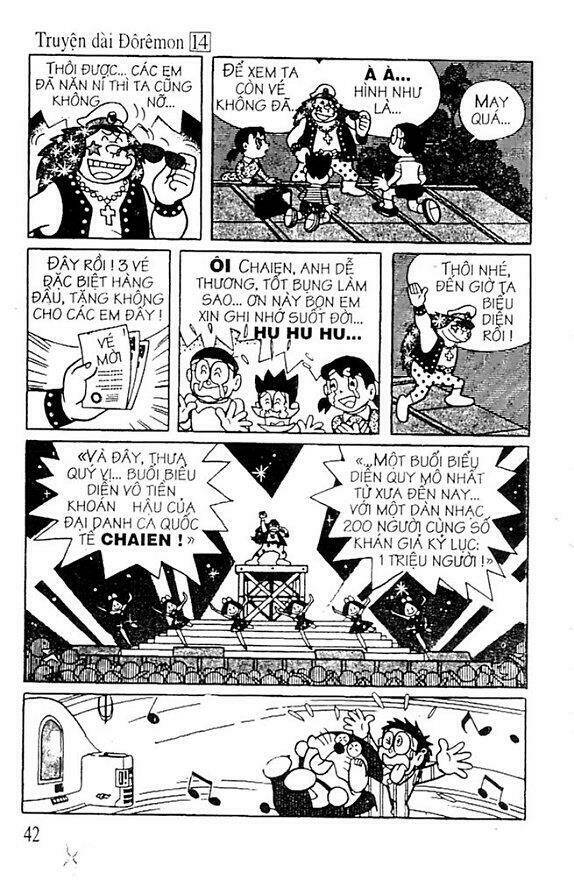 Truyện dài Đôrêmon 14
THÔI ĐƯỢC... CÁC EM
ĐÃ NĂN NỈ THÌ TA CŨNG
KHÔNG NỠ...
ĐỂ XEM TA
CÒN VÉ
KHÔNG ĐÃ..
À À...
HÌNH NHƯ
LÀ...
MAY
QUÁ...
ĐÂY RỒI ! 3 VÉ
ĐẶC BIỆT HÀNG
ĐẦU, TẶNG KHÔNG
CHO CÁC EM ĐẤY !
VÉ
MỜI
ÔI CHAIEN, ANH DỄ
THƯƠNG, TỐT BỤNG LÀM
SAO... ƠN NÀY BỌN EM
XIN GHI NHỚ SUỐT ĐỜI...
HU HU HU...
THÔI NHÉ,
ĐẾN GIỜ TA
BIỂU
DIỄN
RỒI !
«VÀ ĐÂY, THƯA
QUÝ VỊ... BUỔI BIỂU
DIỄN VÔ TIỀN
KHOÁNG HẬU CỦA
ĐẠI DANH CA QUỐC
TẾ CHAIEN ! »
«...MỘT BUỔI BIỂU
DIỄN QUY MÔ NHẤT
TỪ XƯA ĐẾN NAY...
VỚI MỘT DÀN NHẠC
200 NGƯỜI CÙNG SỐ
KHÁN GIẢ KỶ LỤC:
1 TRIỆU NGƯỜI !»
42